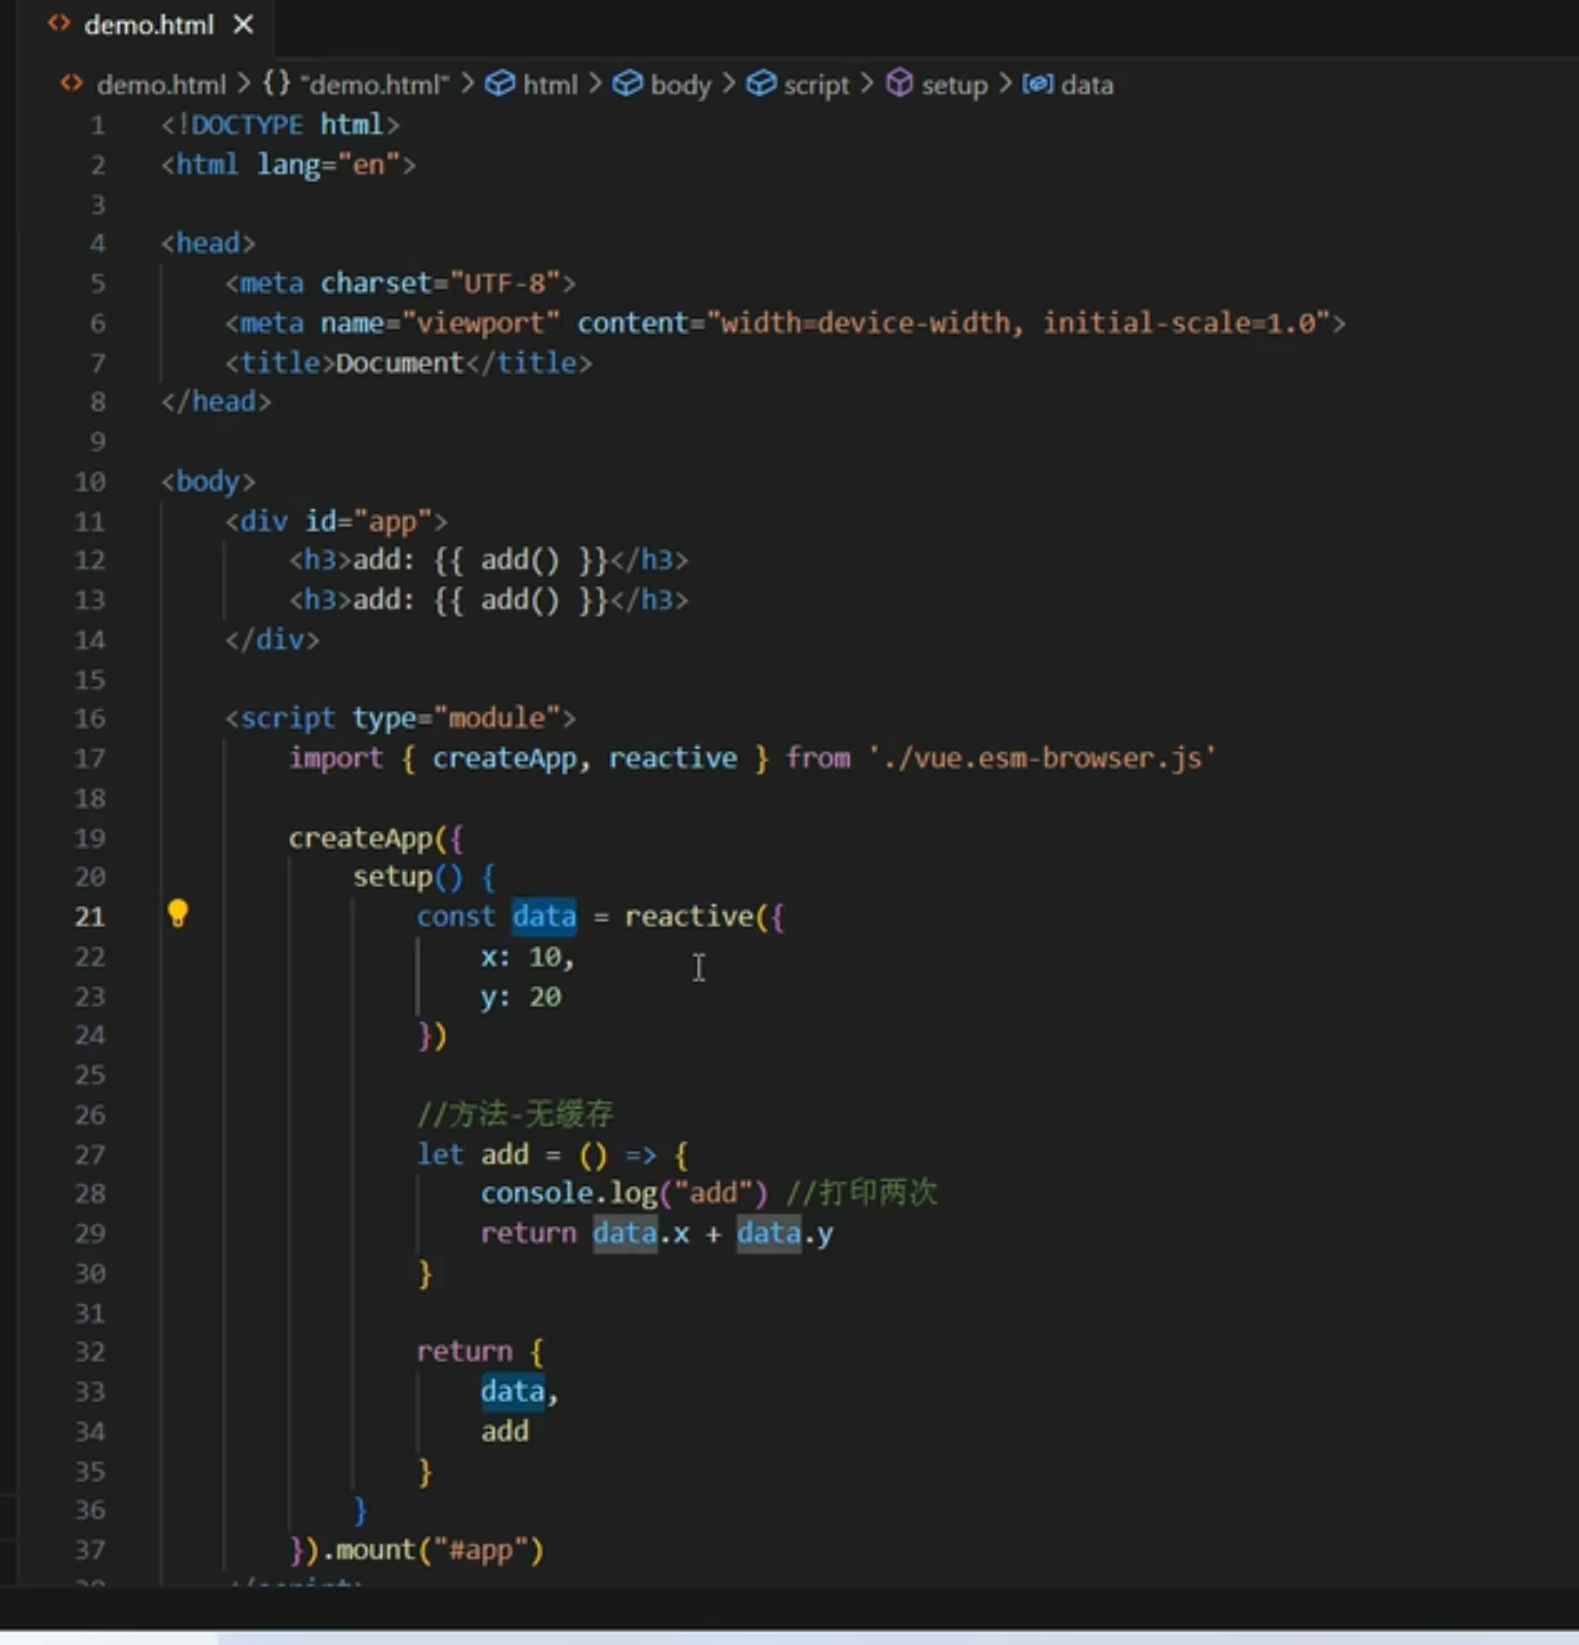 demo.html
demo.html > {} "demo.html" > html > body > script > setup > data
1 <!DOCTYPE html>
2 <html lang="en">
3
4 <head>
5     <meta charset="UTF-8">
6     <meta name="viewport" content="width=device-width, initial-scale=1.0">
7     <title>Document</title>
8 </head>
9
10 <body>
11     <div id="app">
12         <h3>add: {{ add() }}</h3>
13         <h3>add: {{ add() }}</h3>
14     </div>
15
16     <script type="module">
17         import { createApp, reactive } from './vue.esm-browser.js'
18
19         createApp({
20             setup() {
21                 const data = reactive({
22                     x: 10,
23                     y: 20
24                 })
25
26                 //方法-无缓存
27                 let add = () => {
28                     console.log("add") //打印两次
29                     return data.x + data.y
30                 }
31
32                 return {
33                     data,
34                     add
35                 }
36             }
37         }).mount("#app")
38     </script>